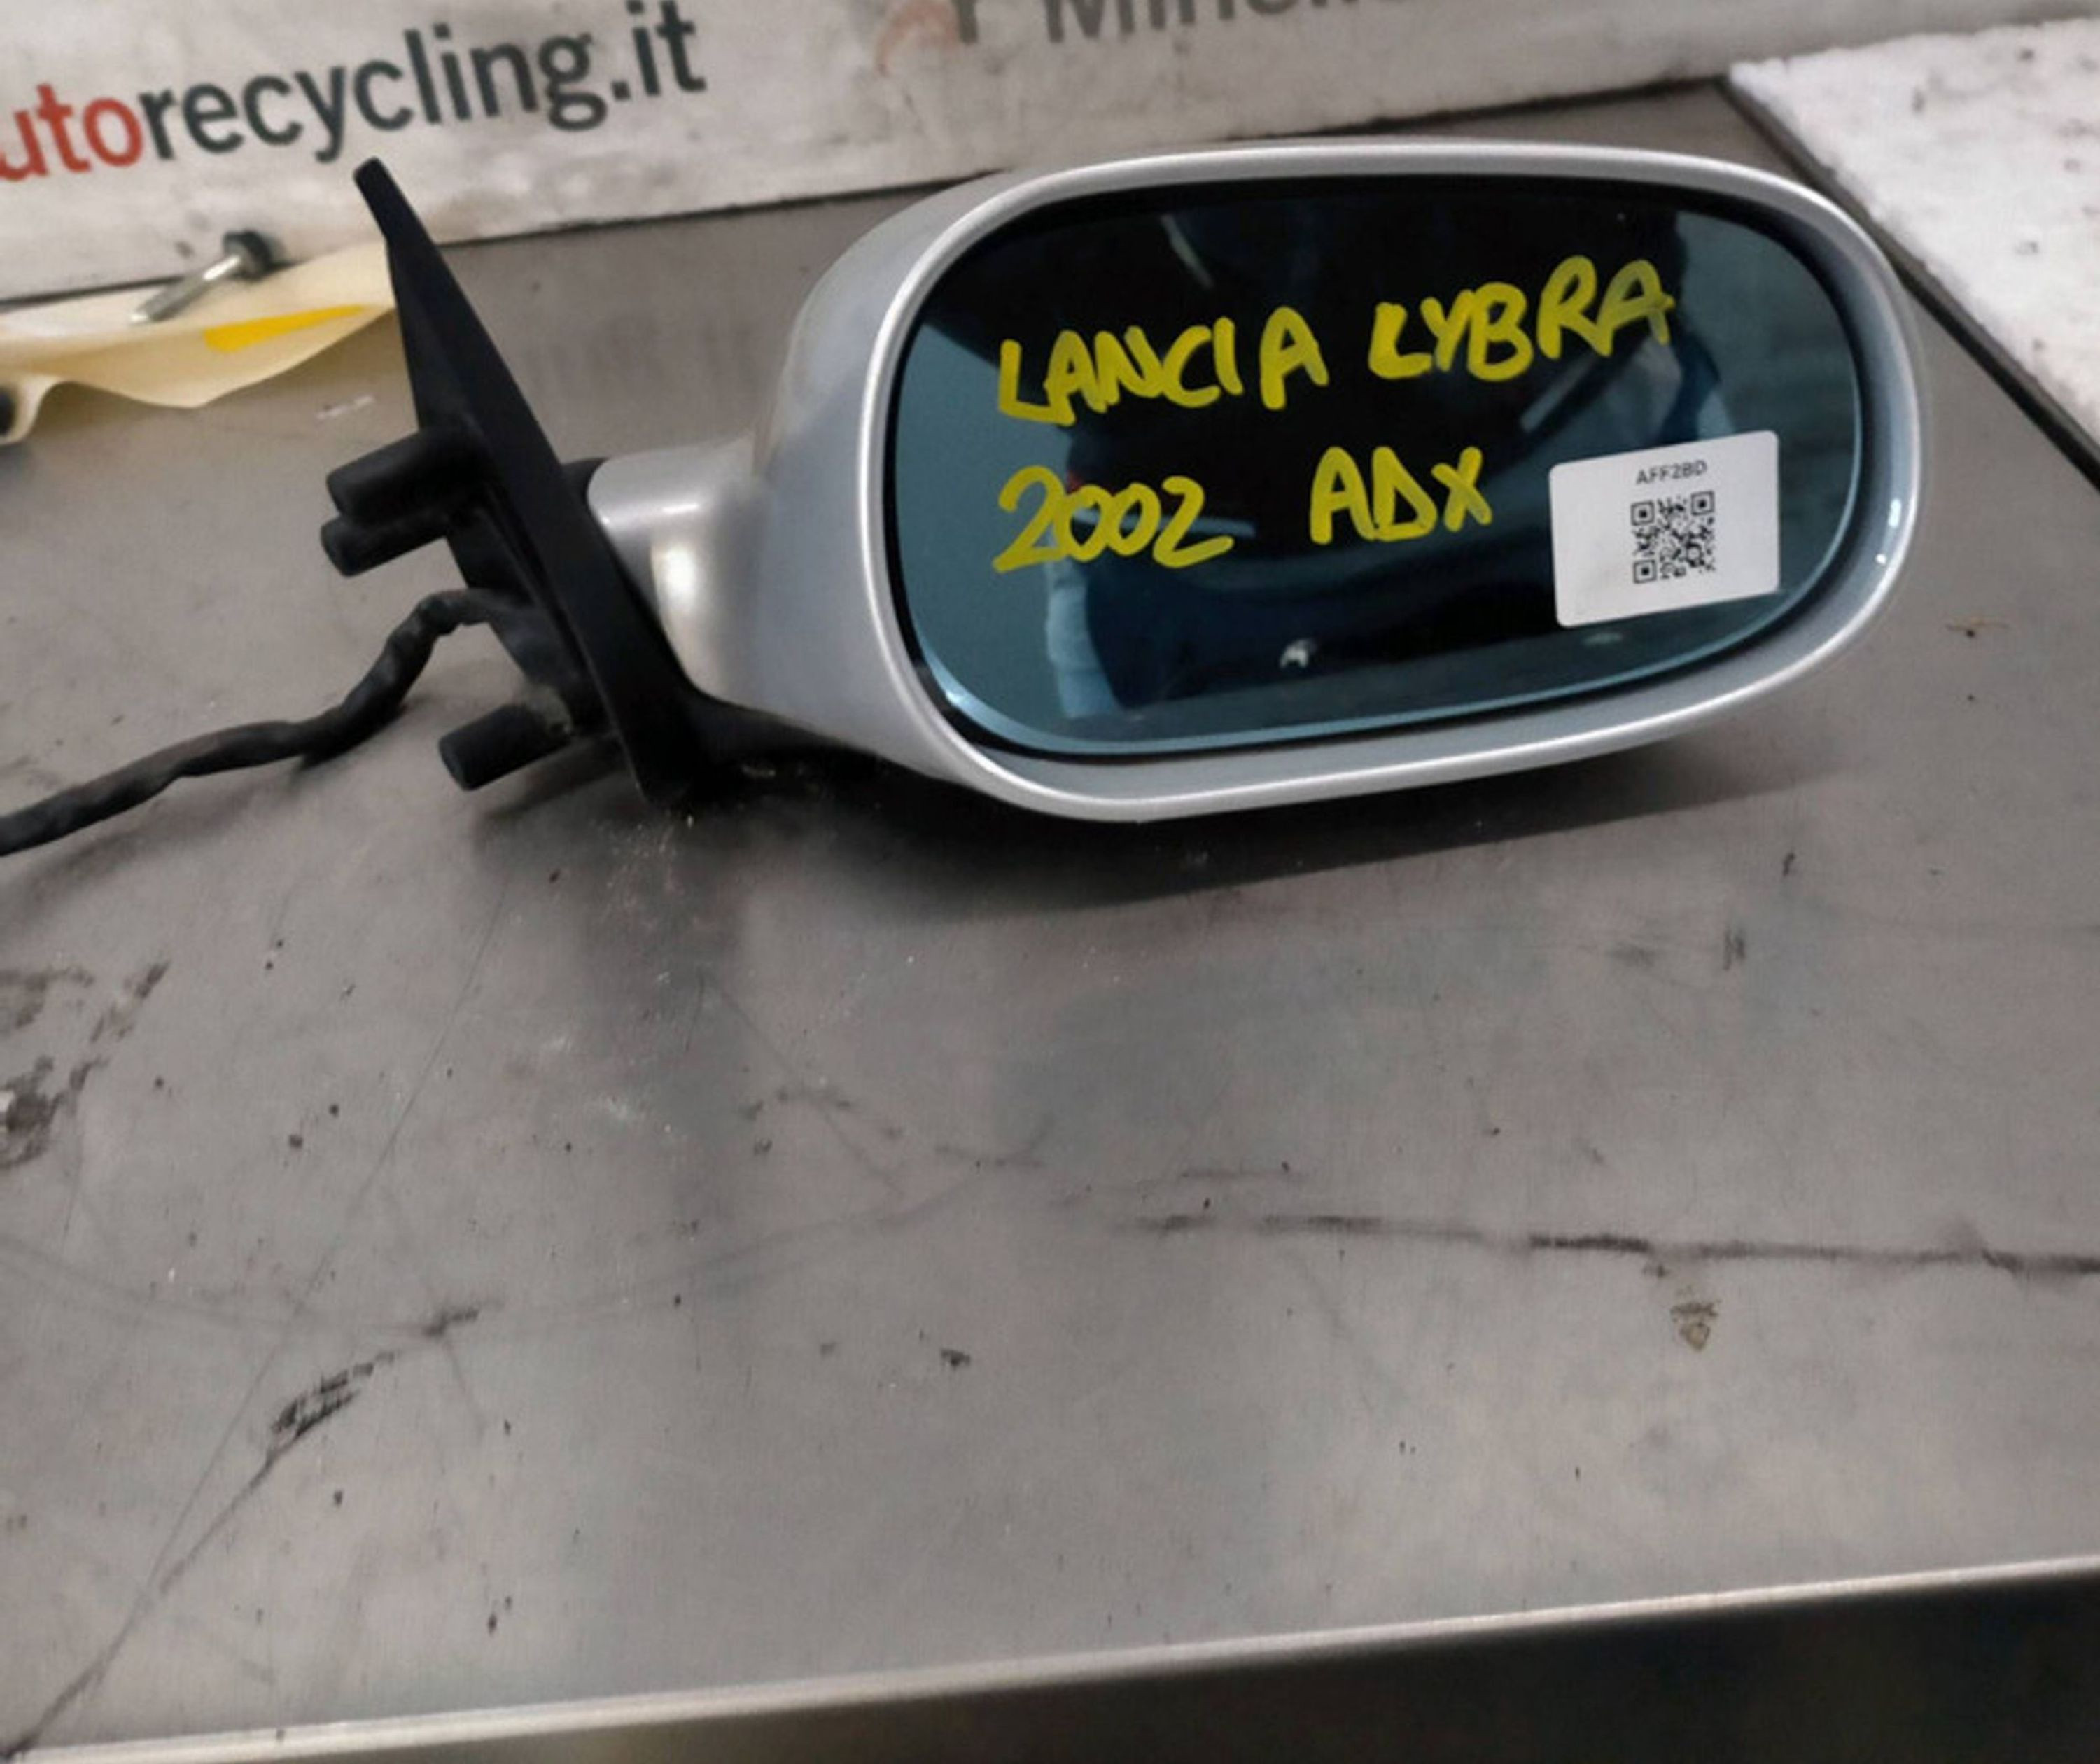 utorecycling.it
LANCIA LYBRA
2002 ADX
AFF2BD